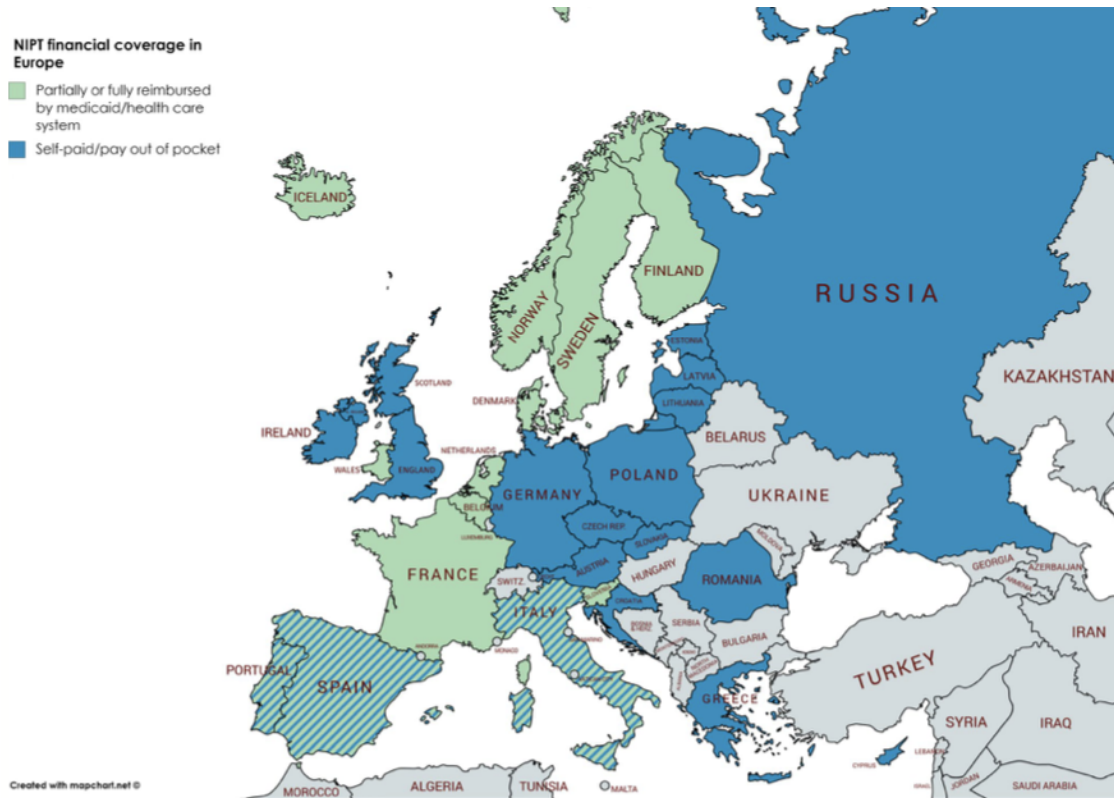 NIPT financial coverage in
Europe
Partially or fully reimbursed
by medicaid/health care
system
Self-paid/pay out of pocket
ICELAND
FINLAND
NORWAY
SWEDEN
RUSSIA
ESTONIA
LATVIA
LITHUANIA
KAZAKHSTAN
SCOTLAND
DENMARK
IRELAND
NETHERLANDS
BELARUS
WALES
ENGLAND
GERMANY
POLAND
BELGIUM
UKRAINE
LUXEMBURG
CZECH REP.
SLOVAKIA
MOLDOVA
AUSTRIA
HUNGARY
FRANCE
SWITZ.
ROMANIA
GEORGIA
AZERBAIJAN
ARMENIA
ITALY
CROATIA
SERBIA
BULGARIA
ANDORRA
MONACO
IRAN
PORTUGAL
SPAIN
TURKEY
GREECE
SYRIA
IRAQ
CYPRUS
LEBANON
ISRAEL
JORDAN
SAUDI ARABIA
MALTA
MOROCCO
ALGERIA
TUNISIA
Created with mapchart.net ©